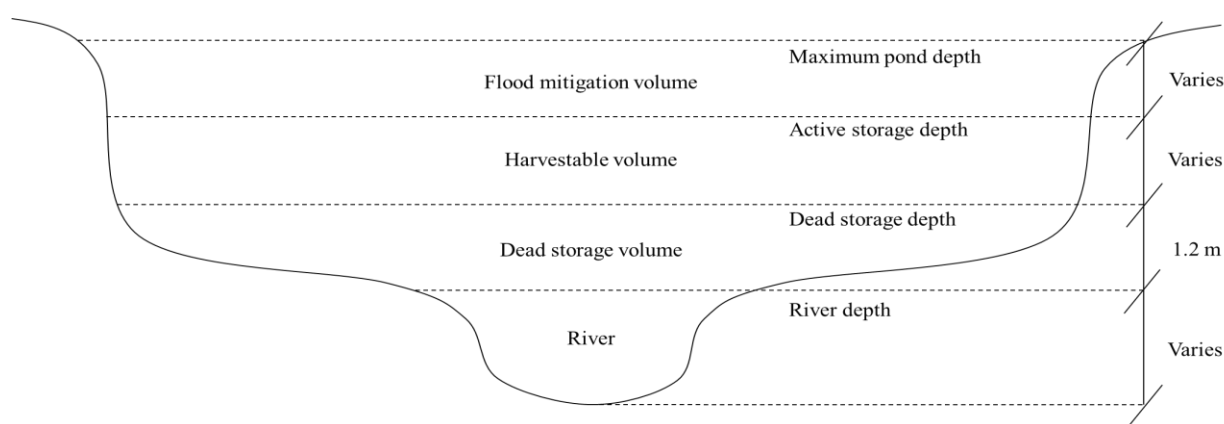 Maximum pond depth
Flood mitigation volume
Varies
Active storage depth
Harvestable volume
Varies
Dead storage depth
Dead storage volume
1.2 m
River depth
River
Varies